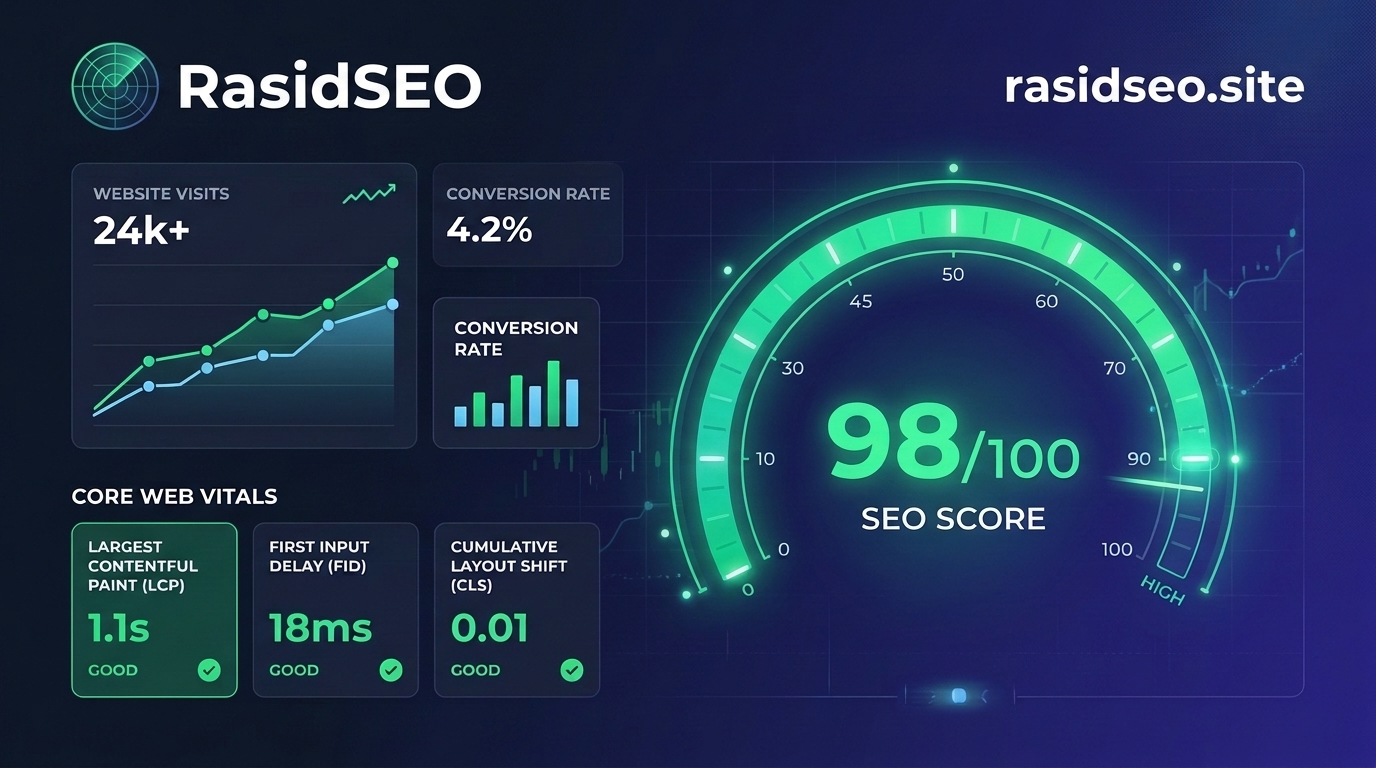 RasidSEO
rasidseo.site
WEBSITE VISITS
24k+
CONVERSION RATE
4.2%
CONVERSION
RATE
CORE WEB VITALS
LARGEST
CONTENTFUL
PAINT (LCP)
1.1s
GOOD
FIRST INPUT
DELAY (FID)
18ms
GOOD
CUMULATIVE
LAYOUT SHIFT
(CLS)
0.01
GOOD
0
0
10
30
45
50
60
70
90
100
HIGH
98/100
SEO SCORE